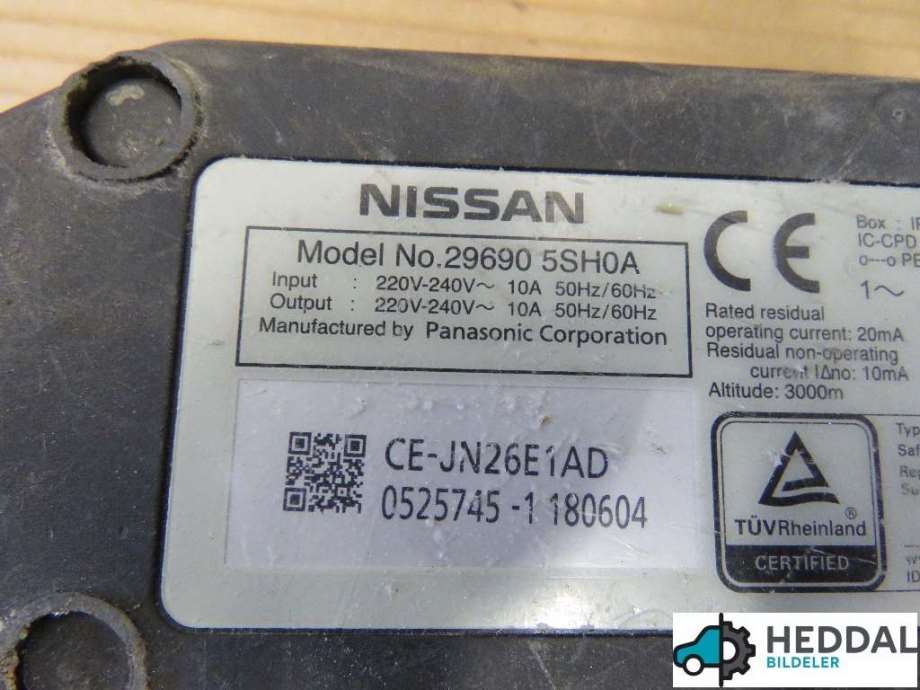 NISSAN
Model No.29690 5SH0A
Input : 220V-240V~ 10A 50Hz/60Hz
Output : 220V-240V~ 10A 50Hz/60Hz
Manufactured by Panasonic Corporation
CE-JN26E1AD
0525745 -1 180604
CE
Box :
IC-CPD
o---o
1~
Rated residual
operating current: 20mA
Residual non-operating
current IΔno: 10mA
Altitude: 3000m
®
TÜVRheinland
CERTIFIED
ID
HEDDAL
BILDELER